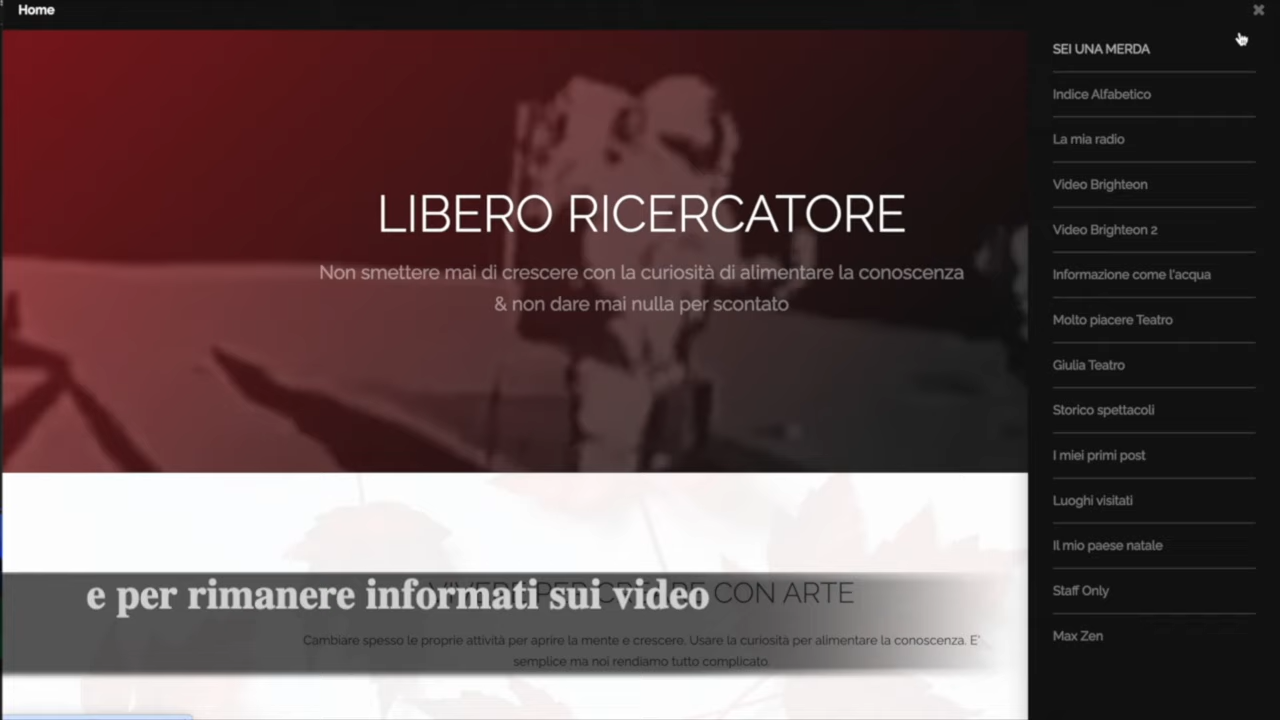 Home
LIBERO RICERCATORE
Non smettere mai di crescere con la curiosità di alimentare la conoscenza
& non dare mai nulla per scontato
CON ARTE
e per rimanere informati sui video
Cambiare spesso le proprie attività per aprire la mente e crescere. Usare la curiosità per alimentare la conoscenza. E'
semplice ma noi rendiamo tutto complicato.
SEI UNA MERDA
Indice Alfabetico
La mia radio
Video Brighteon
Video Brighteon 2
Informazione come l'acqua
Molto piacere Teatro
Giulia Teatro
Storico spettacoli
I miei primi post
Luoghi visitati
Il mio paese natale
Staff Only
Max Zen